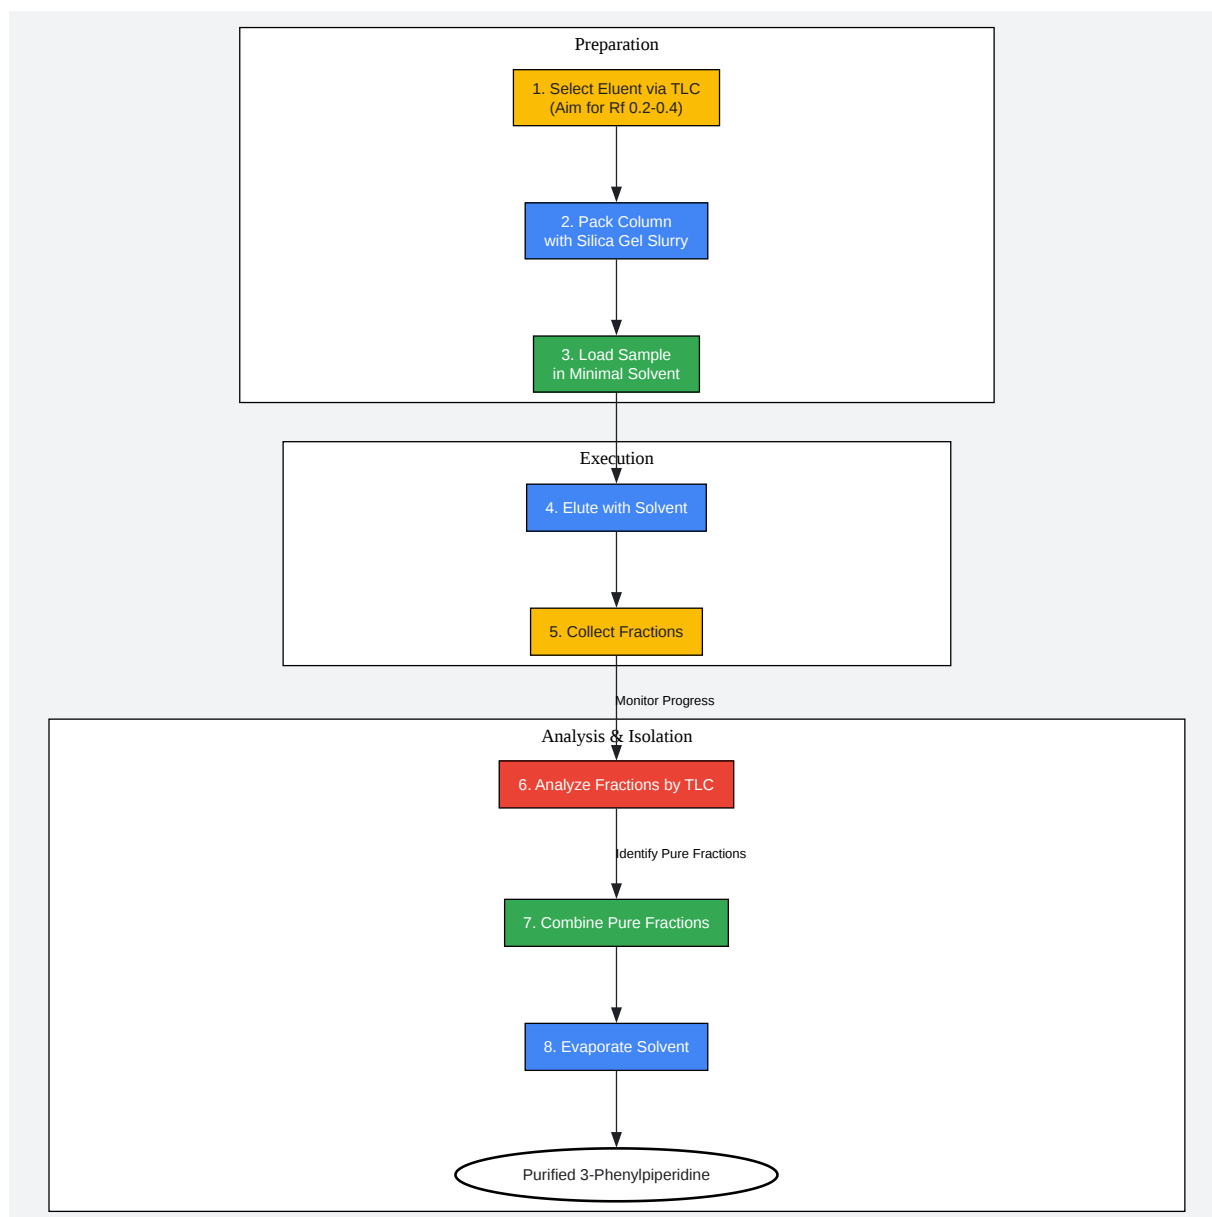 Preparation
1. Select Eluent via TLC
(Aim for Rf 0.2-0.4)
2. Pack Column
with Silica Gel Slurry
3. Load Sample
in Minimal Solvent
Execution
4. Elute with Solvent
5. Collect Fractions
Monitor Progress
Analysis & Isolation
6. Analyze Fractions by TLC
Identify Pure Fractions
7. Combine Pure Fractions
8. Evaporate Solvent
Purified 3-Phenylpiperidine